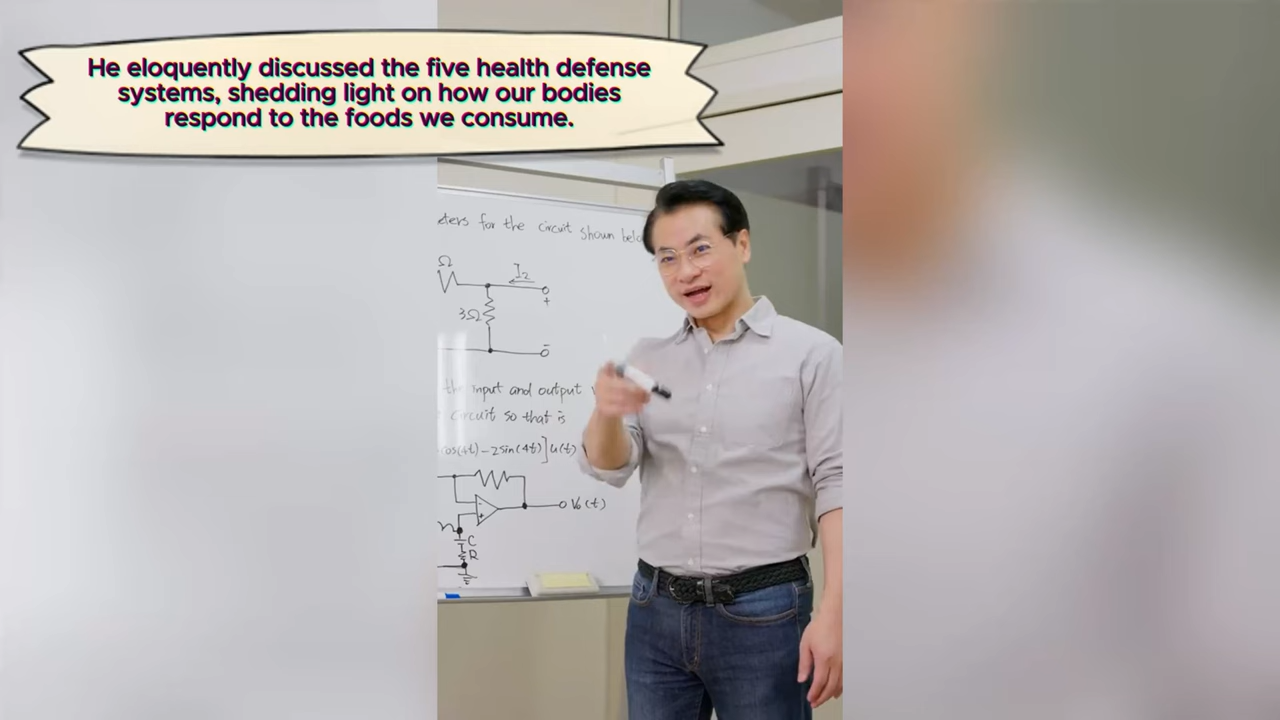 He eloquently discussed the five health defense
systems, shedding light on how our bodies
respond to the foods we consume.
eters for the circuit shown belo
Ω
I2
+
3Ω
-
the input and output
circuit so that is
cos(4t)-2sin(4t)]u(t)
-
+
Vo(t)
C
R